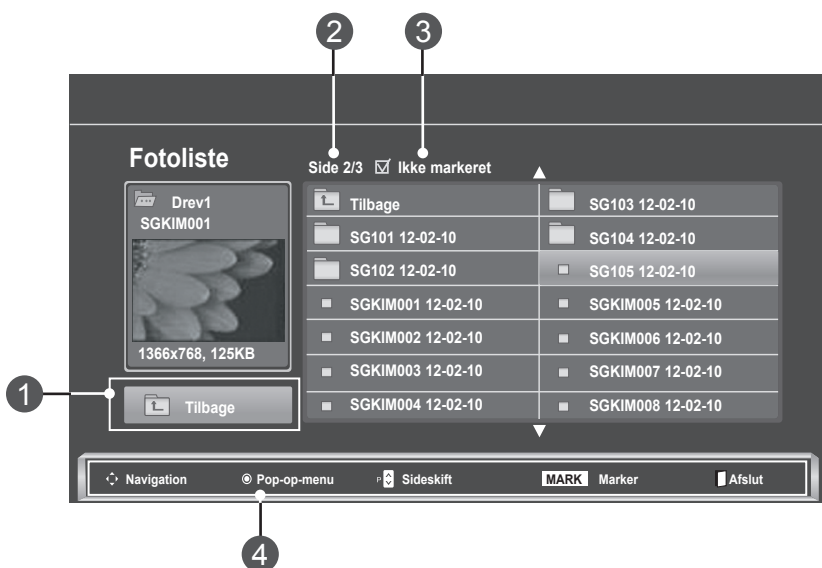 2 3
Fotoliste
Side 2/3 Ikke markeret
Drev1
SGKIM001
1366x768, 125KB
1
Tilbage
Tilbage
SG101 12-02-10
SG102 12-02-10
SGKIM001 12-02-10
SGKIM002 12-02-10
SGKIM003 12-02-10
SGKIM004 12-02-10
SG103 12-02-10
SG104 12-02-10
SG105 12-02-10
SGKIM005 12-02-10
SGKIM006 12-02-10
SGKIM007 12-02-10
SGKIM008 12-02-10
Navigation Pop-op-menu P Sideskift MARK Marker Afslut
4